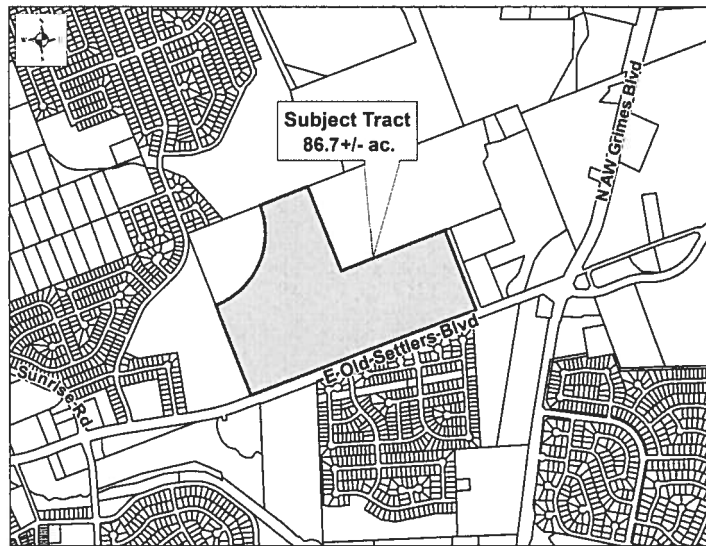 Subject Tract
86.7+/- ac.
N AW Grimes Blvd
E Old Settlers Blvd
Sunrise Rd